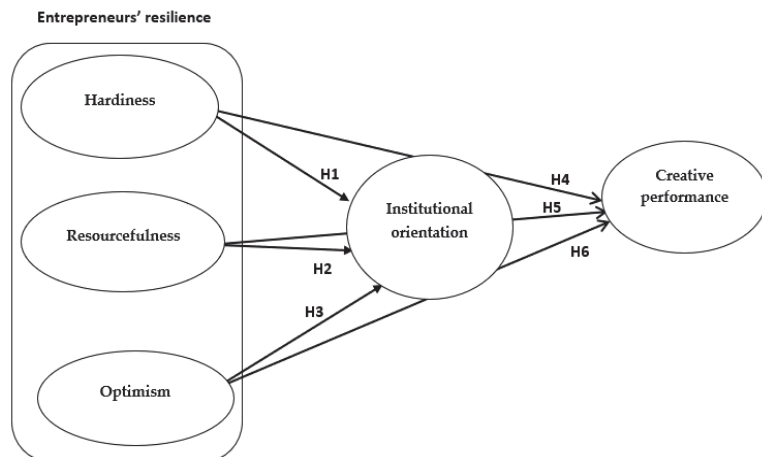 Entrepreneurs’ resilience
Hardiness
H1
H4
Creative
performance
Institutional
orientation
H5
Resourcefulness
H2
H6
H3
Optimism